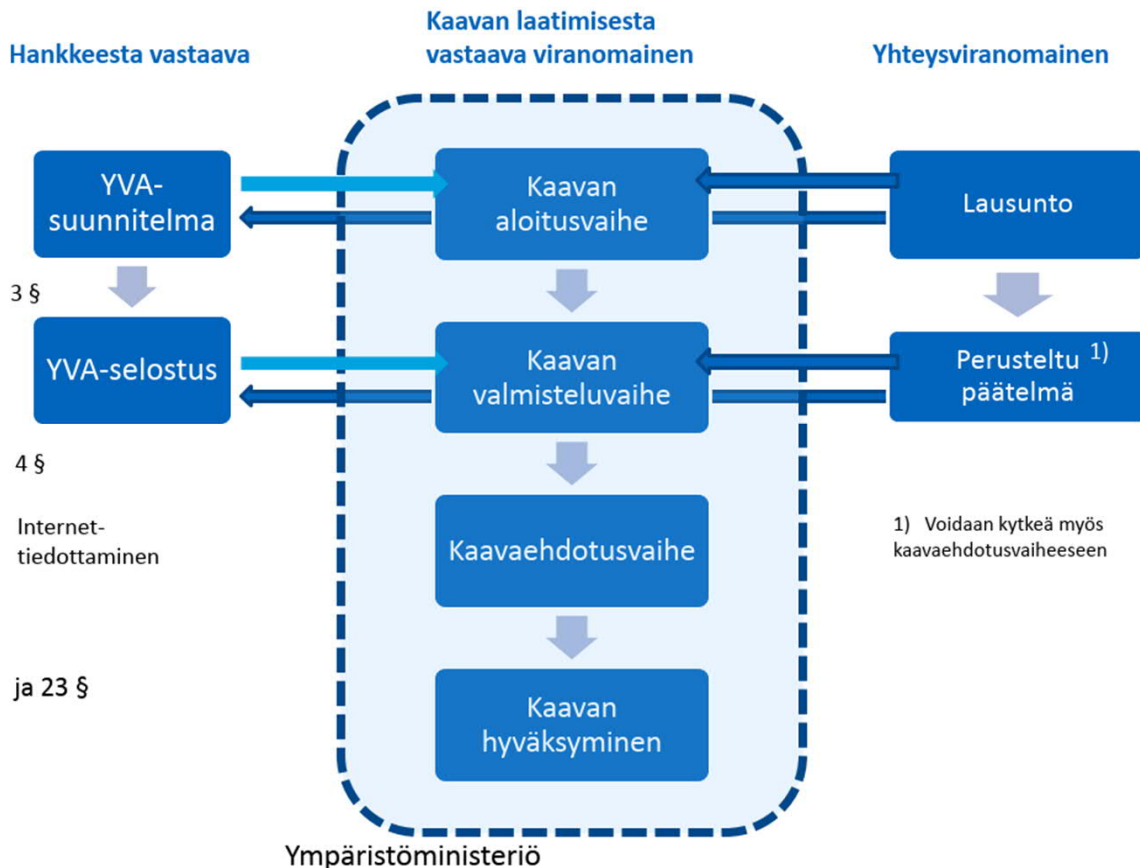 Hankkeesta vastaava
Kaavan laatimisesta
vastaava viranomainen
Yhteysviranomainen
YVA-
suunnitelma
Kaavan
aloitusvaihe
Lausunto
3 §
YVA-selostus
Kaavan
valmisteluvaihe
Perusteltu 1)
päätelmä
4 §
Internet-
tiedottaminen
Kaavaehdotusvaihe
1) Voidaan kytkeä myös
kaavaehdotusvaiheeseen
ja 23 §
Kaavan
hyväksyminen
Ympäristöministeriö